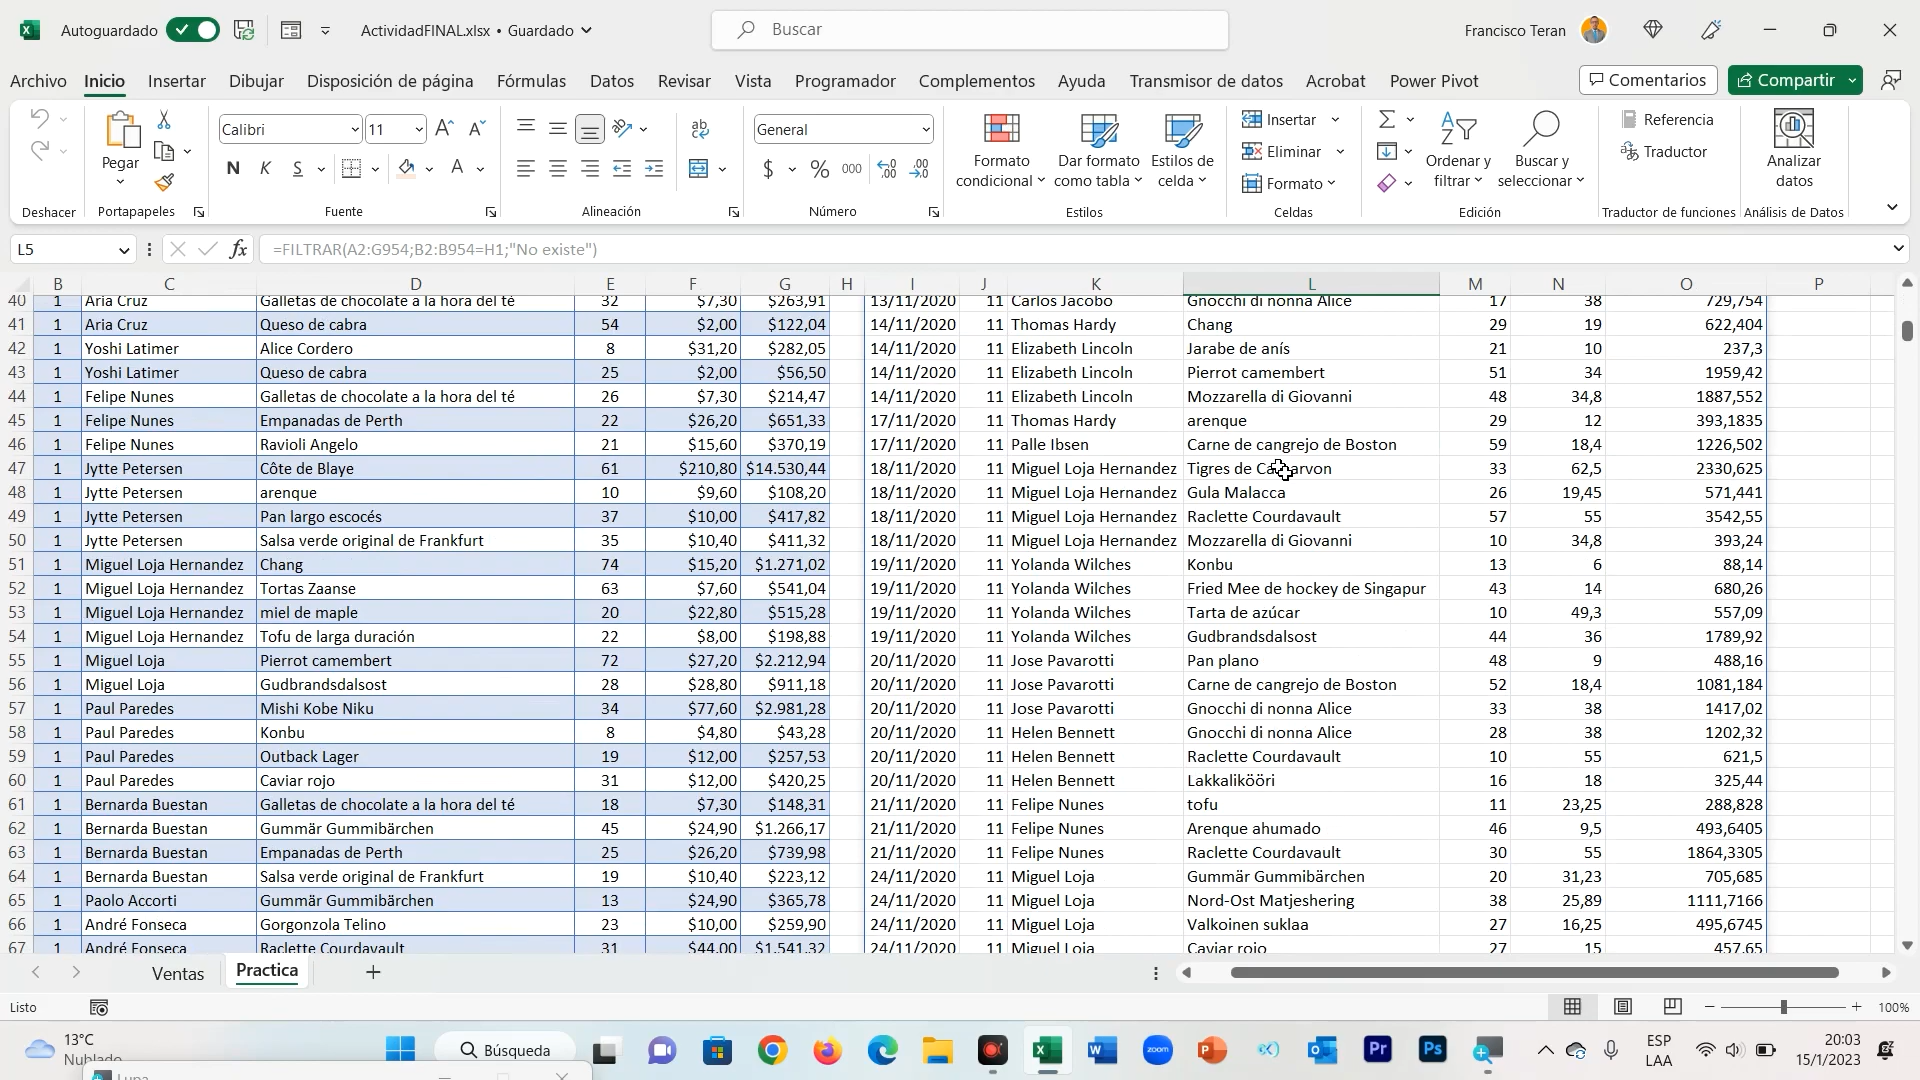 Autoguardado ActividadFINAL.xlsx • Guardado Buscar Francisco Teran
Archivo Inicio Insertar Dibujar Disposición de página Fórmulas Datos Revisar Vista Programador Complementos Ayuda Transmisor de datos Acrobat Power Pivot Comentarios Compartir
Pegar Calibri 11 General Formato condicional Dar formato como tabla Estilos de celda Insertar Eliminar Formato Ordenar y filtrar Buscar y seleccionar Referencia Traductor Analizar datos
N K S $ % 000
Deshacer Portapapeles Fuente Alineación Número Estilos Celdas Edición Traductor de funciones Análisis de Datos
L5 fx =FILTRAR(A2:G954;B2:B954=H1;"No existe")
B C D E F G H I J K L M N O P
40 1 Aria Cruz Galletas de chocolate a la hora del té 32 $7,30 $263,91 13/11/2020 11 Carlos Jacobo Gnocchi di nonna Alice 17 38 729,754
41 1 Aria Cruz Queso de cabra 54 $2,00 $122,04 14/11/2020 11 Thomas Hardy Chang 29 19 622,404
42 1 Yoshi Latimer Alice Cordero 8 $31,20 $282,05 14/11/2020 11 Elizabeth Lincoln Jarabe de anís 21 10 237,3
43 1 Yoshi Latimer Queso de cabra 25 $2,00 $56,50 14/11/2020 11 Elizabeth Lincoln Pierrot camembert 51 34 1959,42
44 1 Felipe Nunes Galletas de chocolate a la hora del té 26 $7,30 $214,47 14/11/2020 11 Elizabeth Lincoln Mozzarella di Giovanni 48 34,8 1887,552
45 1 Felipe Nunes Empanadas de Perth 22 $26,20 $651,33 17/11/2020 11 Thomas Hardy arenque 29 12 393,1835
46 1 Felipe Nunes Ravioli Angelo 21 $15,60 $370,19 17/11/2020 11 Palle Ibsen Carne de cangrejo de Boston 59 18,4 1226,502
47 1 Jytte Petersen Côte de Blaye 61 $210,80 $14.530,44 18/11/2020 11 Miguel Loja Hernandez Tigres de 33 62,5 2330,625
48 1 Jytte Petersen arenque 10 $9,60 $108,20 18/11/2020 11 Miguel Loja Hernandez Gula Malacca 26 19,45 571,441
49 1 Jytte Petersen Pan largo escocés 37 $10,00 $417,82 18/11/2020 11 Miguel Loja Hernandez Raclette Courdavault 57 55 3542,55
50 1 Jytte Petersen Salsa verde original de Frankfurt 35 $10,40 $411,32 18/11/2020 11 Miguel Loja Hernandez Mozzarella di Giovanni 10 34,8 393,24
51 1 Miguel Loja Hernandez Chang 74 $15,20 $1.271,02 19/11/2020 11 Yolanda Wilches Konbu 13 6 88,14
52 1 Miguel Loja Hernandez Tortas Zaanse 63 $7,60 $541,04 19/11/2020 11 Yolanda Wilches Fried Mee de hockey de Singapur 43 14 680,26
53 1 Miguel Loja Hernandez miel de maple 20 $22,80 $515,28 19/11/2020 11 Yolanda Wilches Tarta de azúcar 10 49,3 557,09
54 1 Miguel Loja Hernandez Tofu de larga duración 22 $8,00 $198,88 19/11/2020 11 Yolanda Wilches Gudbrandsdalsost 44 36 1789,92
55 1 Miguel Loja Pierrot camembert 72 $27,20 $2.212,94 20/11/2020 11 Jose Pavarotti Pan plano 48 9 488,16
56 1 Miguel Loja Gudbrandsdalsost 28 $28,80 $911,18 20/11/2020 11 Jose Pavarotti Carne de cangrejo de Boston 52 18,4 1081,184
57 1 Paul Paredes Mishi Kobe Niku 34 $77,60 $2.981,28 20/11/2020 11 Jose Pavarotti Gnocchi di nonna Alice 33 38 1417,02
58 1 Paul Paredes Konbu 8 $4,80 $43,28 20/11/2020 11 Helen Bennett Gnocchi di nonna Alice 28 38 1202,32
59 1 Paul Paredes Outback Lager 19 $12,00 $257,53 20/11/2020 11 Helen Bennett Raclette Courdavault 10 55 621,5
60 1 Paul Paredes Caviar rojo 31 $12,00 $420,25 20/11/2020 11 Helen Bennett Lakkalikööri 16 18 325,44
61 1 Bernarda Buestan Galletas de chocolate a la hora del té 18 $7,30 $148,31 21/11/2020 11 Felipe Nunes tofu 11 23,25 288,828
62 1 Bernarda Buestan Gummär Gummibärchen 45 $24,90 $1.266,17 21/11/2020 11 Felipe Nunes Arenque ahumado 46 9,5 493,6405
63 1 Bernarda Buestan Empanadas de Perth 25 $26,20 $739,98 21/11/2020 11 Felipe Nunes Raclette Courdavault 30 55 1864,3305
64 1 Bernarda Buestan Salsa verde original de Frankfurt 19 $10,40 $223,12 24/11/2020 11 Miguel Loja Gummär Gummibärchen 20 31,23 705,685
65 1 Paolo Accorti Gummär Gummibärchen 13 $24,90 $365,78 24/11/2020 11 Miguel Loja Nord-Ost Matjeshering 38 25,89 1111,7166
66 1 André Fonseca Gorgonzola Telino 23 $10,00 $259,90 24/11/2020 11 Miguel Loja Valkoinen suklaa 27 16,25 495,6745
67 1 André Fonseca Raclette Courdavault 31 $44,00 $1.541,32 24/11/2020 11 Miguel Loja Caviar rojo 27 15 457,65
Ventas Practica
Listo 100%
13°C
Nublado
Búsqueda zoom Pr Ps ESP LAA 20:03 15/1/2023
Lupa